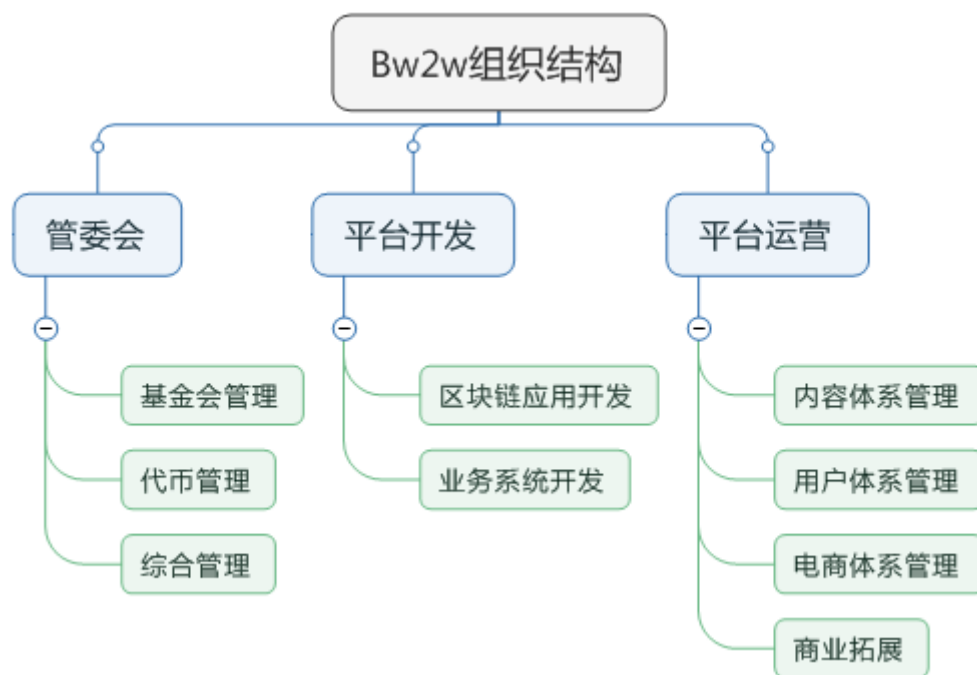 Bw2w组织结构
管委会
平台开发
平台运营
基金会管理
区块链应用开发
内容体系管理
代币管理
业务系统开发
用户体系管理
综合管理
电商体系管理
商业拓展